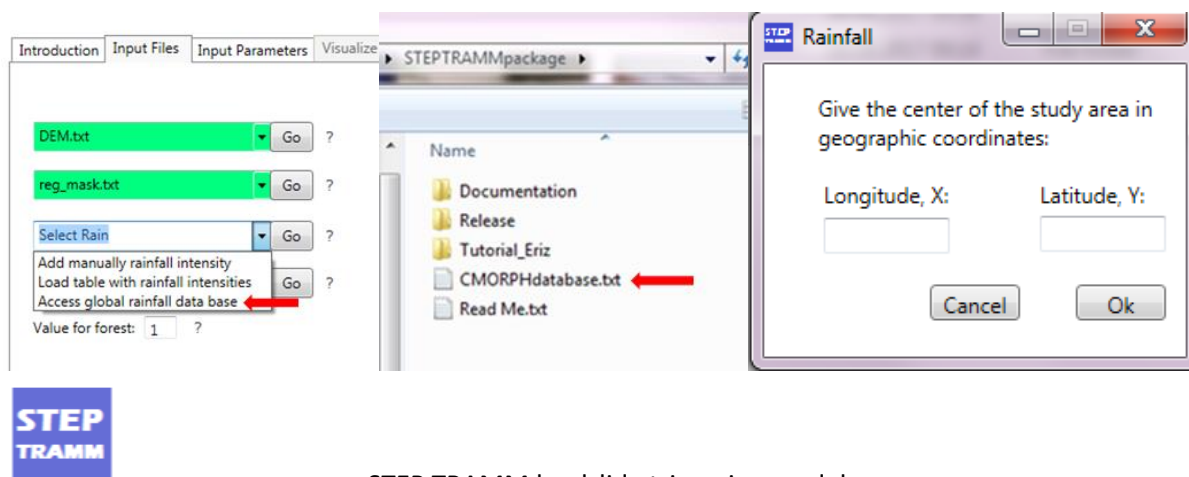 Introduction Input Files Input Parameters Visualize
DEM.txt Go ?
reg_mask.txt Go ?
Select Rain Go ?
Add manually rainfall intensity
Load table with rainfall intensities Go ?
Access global rainfall data base
Value for forest: 1 ?
STEPTRAMMpackage
Name
Documentation
Release
Tutorial_Eriz
CMORPHdatabase.txt
Read Me.txt
STEP
TRAMM
Rainfall
X
Give the center of the study area in
geographic coordinates:
Longitude, X: Latitude, Y:
Cancel Ok
STEP
TRAMM